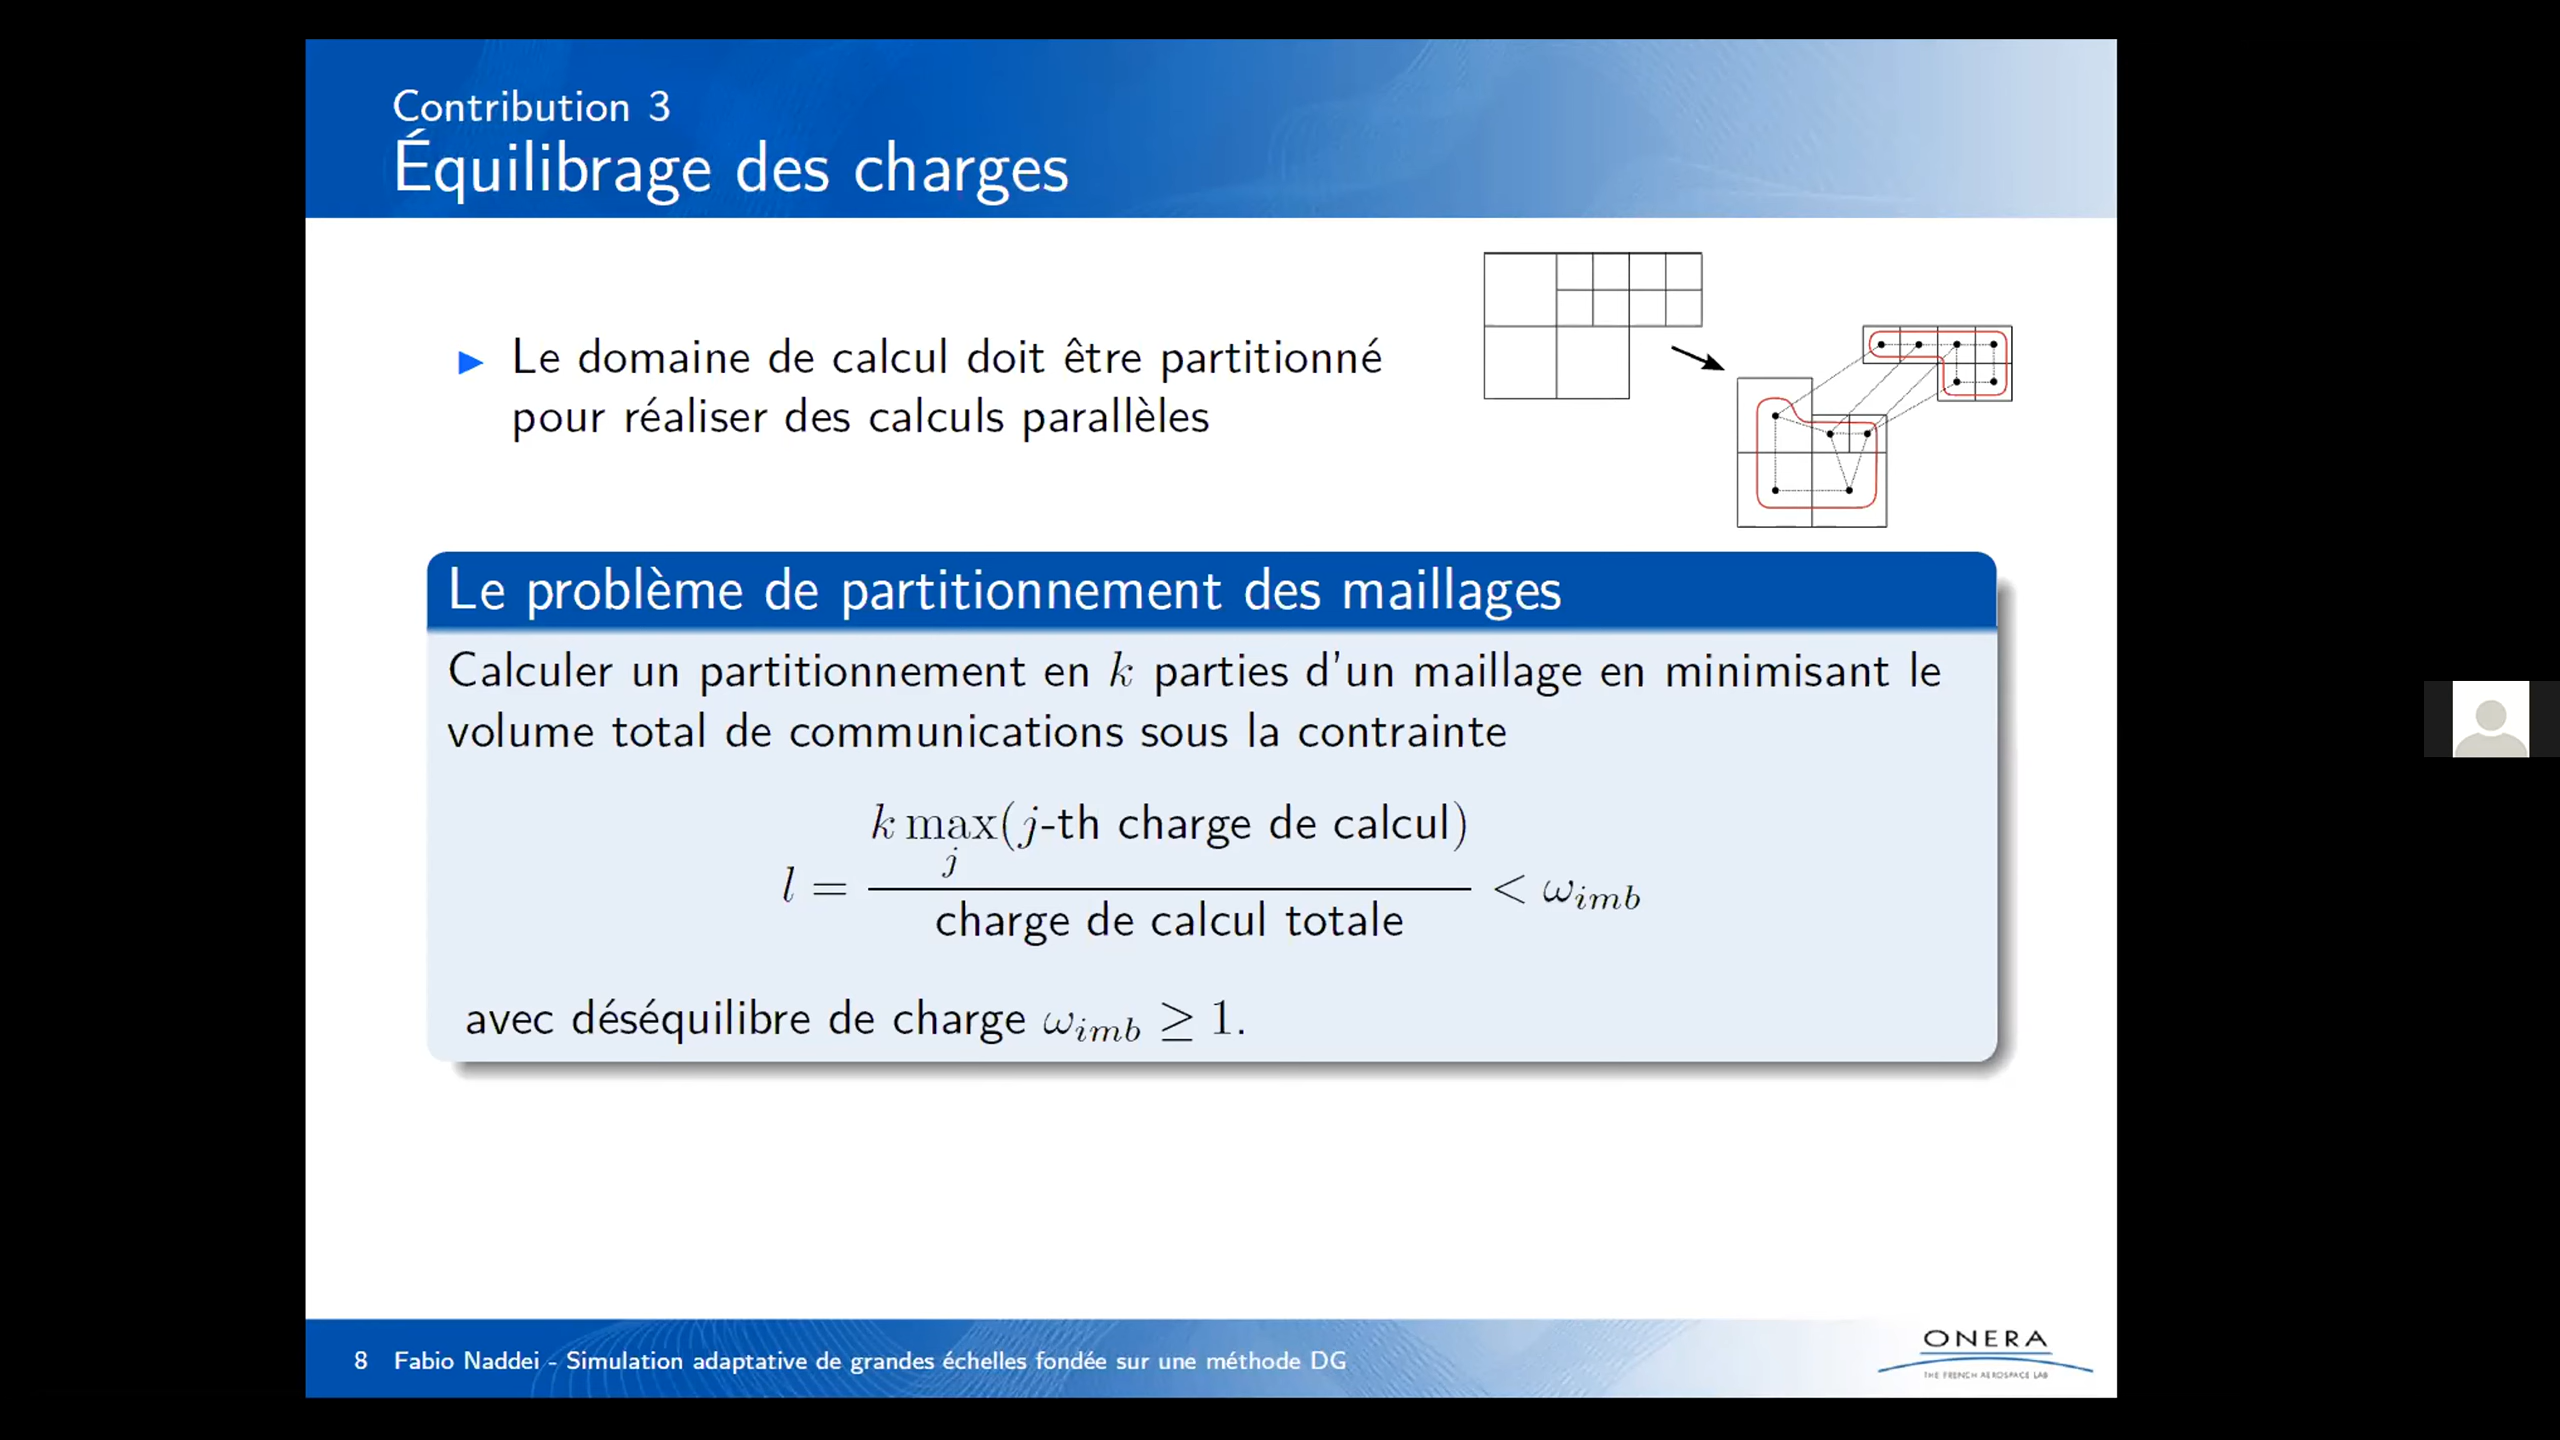 Contribution 3
Équilibrage des charges
▶ Le domaine de calcul doit être partitionné
pour réaliser des calculs parallèles
Le problème de partitionnement des maillages
Calculer un partitionnement en k parties d'un maillage en minimisant le
volume total de communications sous la contrainte
l = k max_j(j-th charge de calcul) / charge de calcul totale < ω_imb
avec déséquilibre de charge ω_imb ≥ 1.
8 Fabio Naddei - Simulation adaptative de grandes échelles fondée sur une méthode DG
ONERA
THE FRENCH AEROSPACE LAB